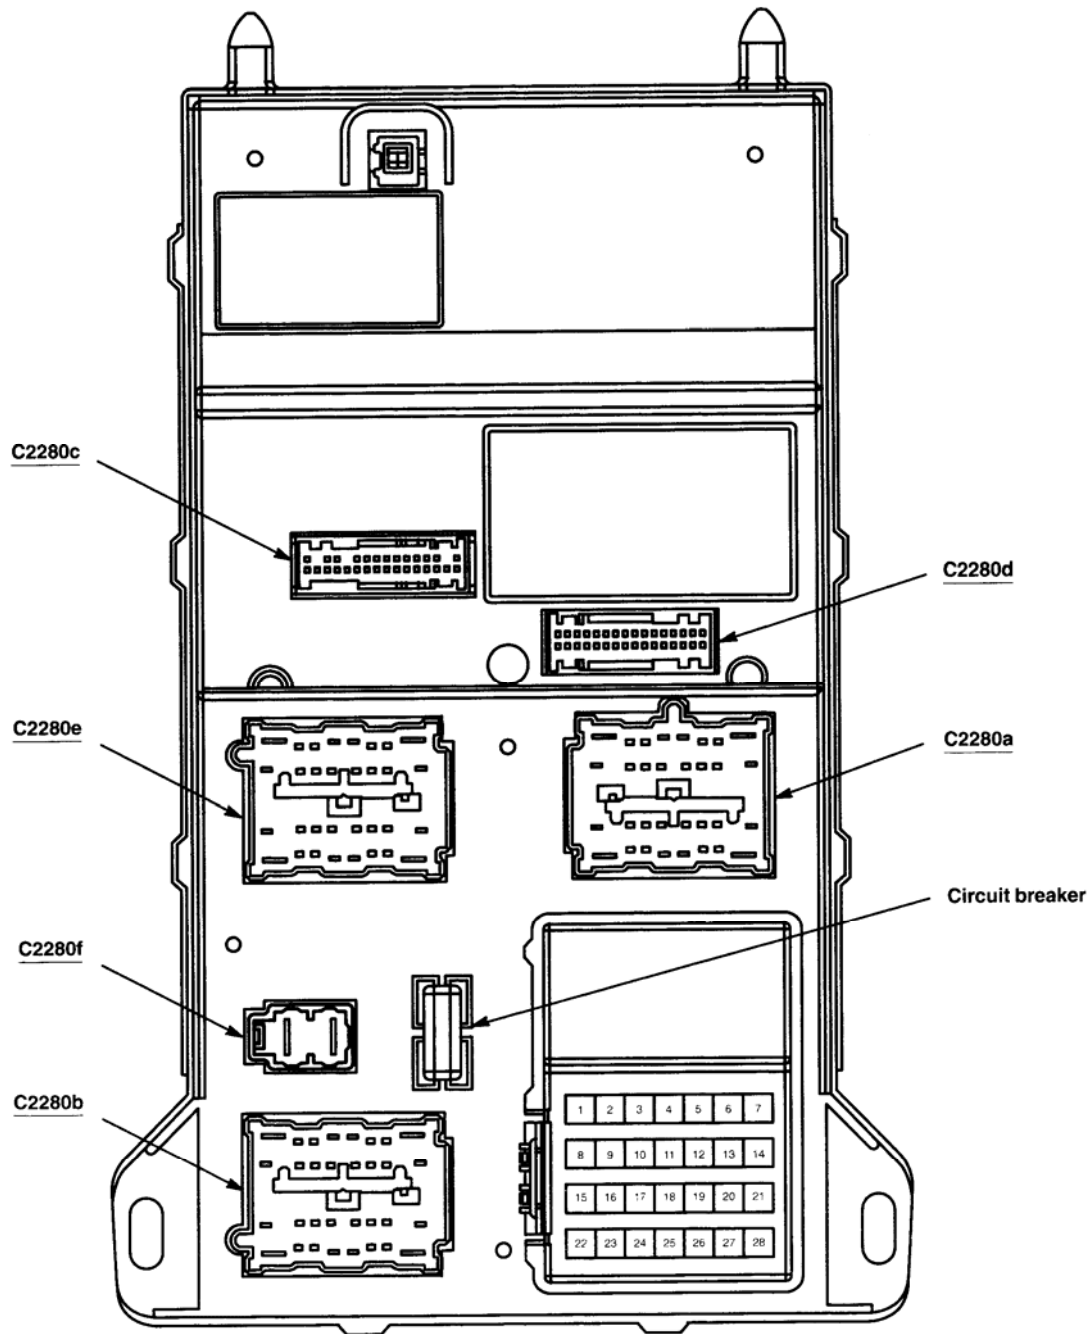 C2280c
C2280d
C2280e
C2280a
Circuit breaker
C2280f
C2280b
1 2 3 4 5 6 7
8 9 10 11 12 13 14
15 16 17 18 19 20 21
22 23 24 25 26 27 28